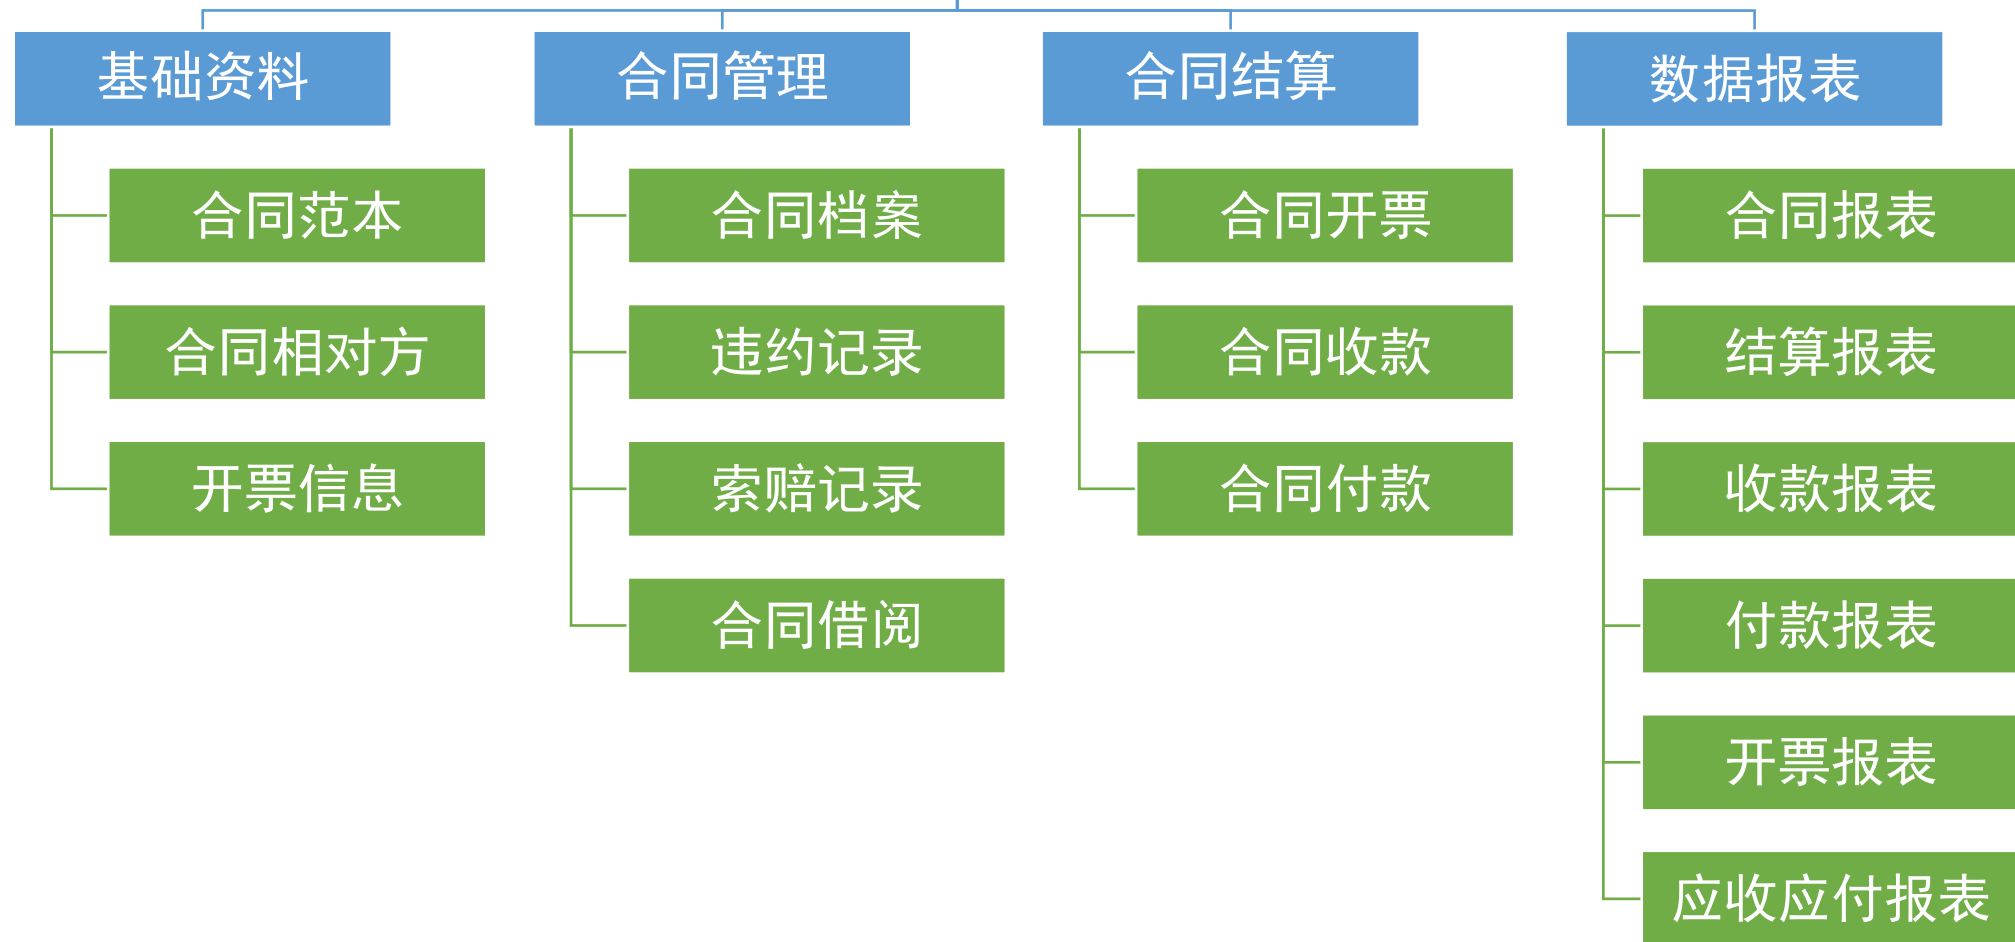 基础资料
合同范本
合同相对方
开票信息
合同管理
合同档案
违约记录
索赔记录
合同借阅
合同结算
合同开票
合同收款
合同付款
数据报表
合同报表
结算报表
收款报表
付款报表
开票报表
应收应付报表